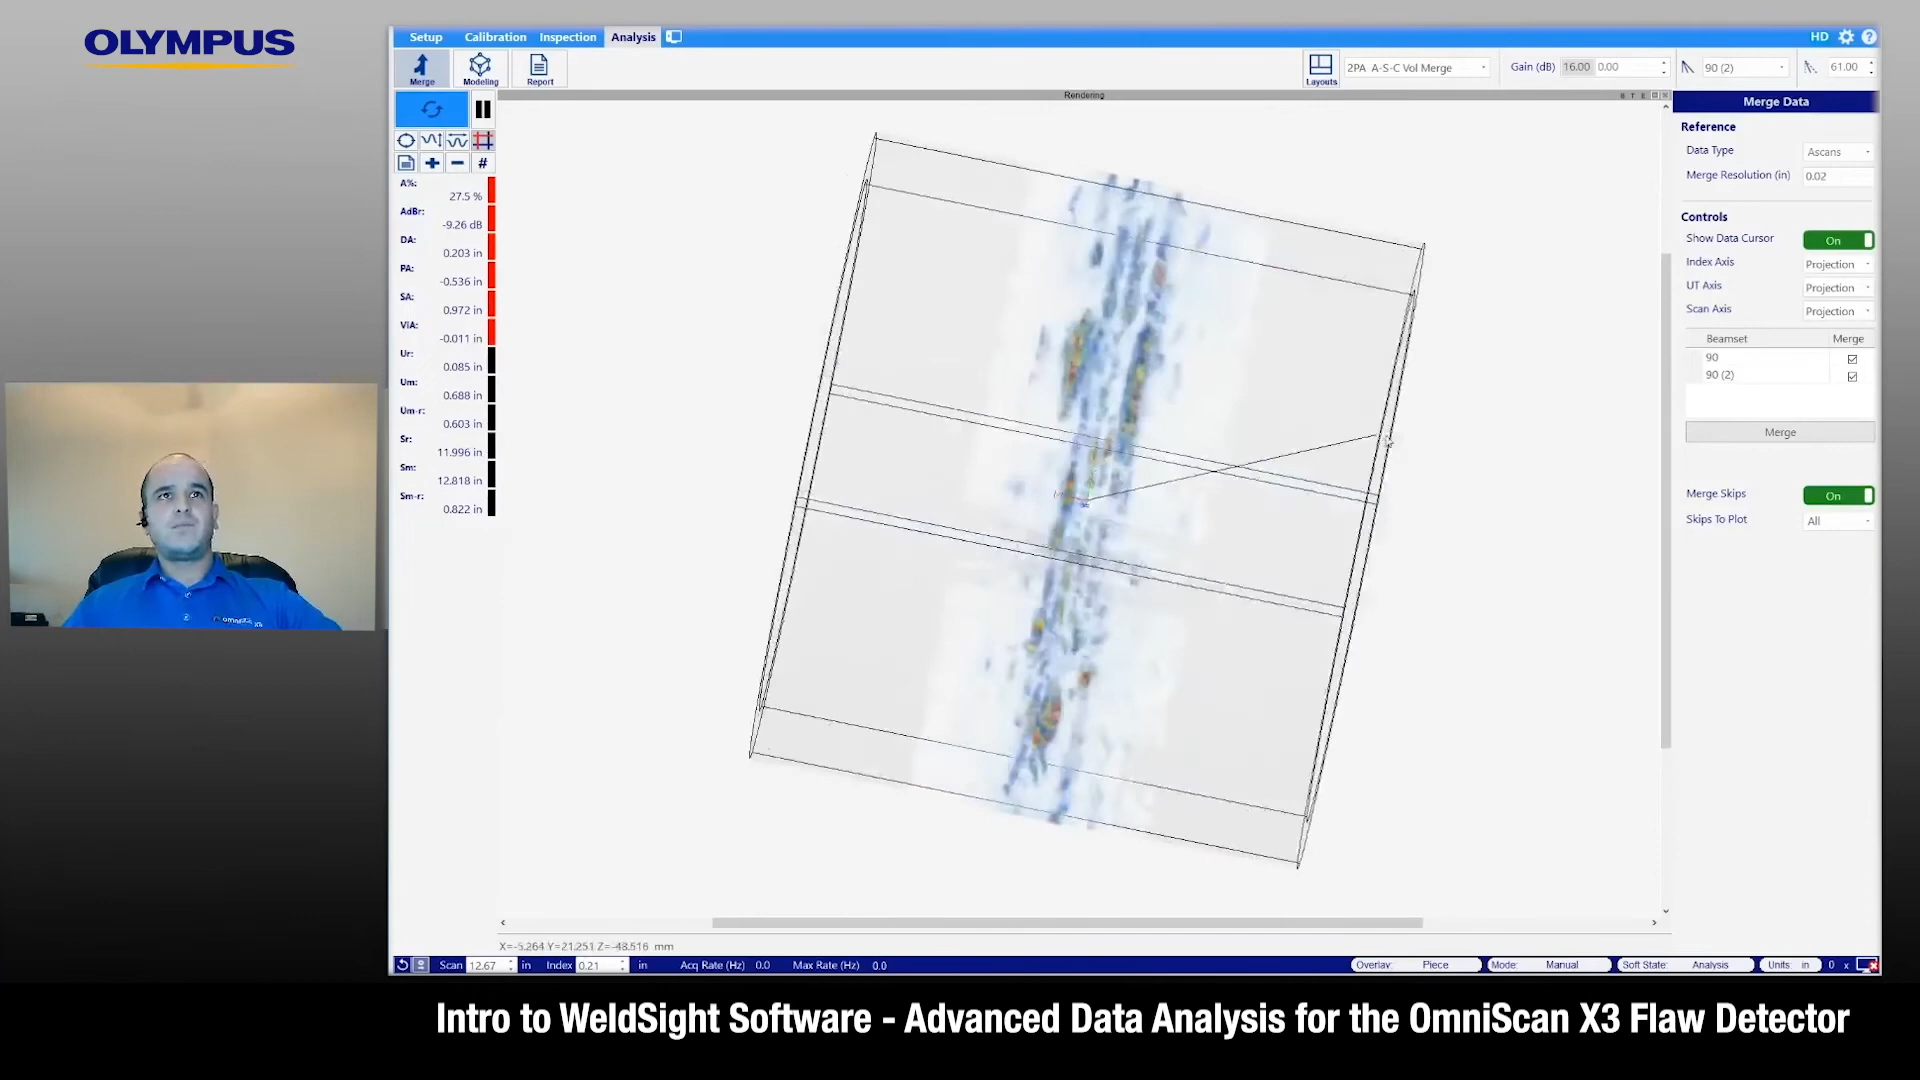 OLYMPUS
Setup Calibration Inspection Analysis HD
Merge Modeling Report Layouts 2PA A-S-C Vol Merge Gain (dB) 16.00 0.00 90 (2) 61.00
Rendering
Merge Data
Reference
Data Type Ascans
Merge Resolution (in) 0.02
Controls
Show Data Cursor On
Index Axis Projection
UT Axis Projection
Scan Axis Projection
Beamset Merge
90
90 (2)
Merge
Merge Skips On
Skips To Plot All
#
A%:
27.5 %
AdBr:
-9.26 dB
DA:
0.203 in
PA:
-0.536 in
SA:
0.972 in
ViA:
-0.011 in
Ur:
0.085 in
Um:
0.688 in
Um-r:
0.603 in
Sr:
11.996 in
Sm:
12.818 in
Sm-r:
0.822 in
X=-5.264 Y=21.251 Z=-48.516 mm
Scan 12.67 in Index 0.21 in Acq Rate (Hz) 0.0 Max Rate (Hz) 0.0 Overlay: Piece Mode: Manual Soft State: Analysis Units: in 0 x
Intro to WeldSight Software - Advanced Data Analysis for the OmniScan X3 Flaw Detector